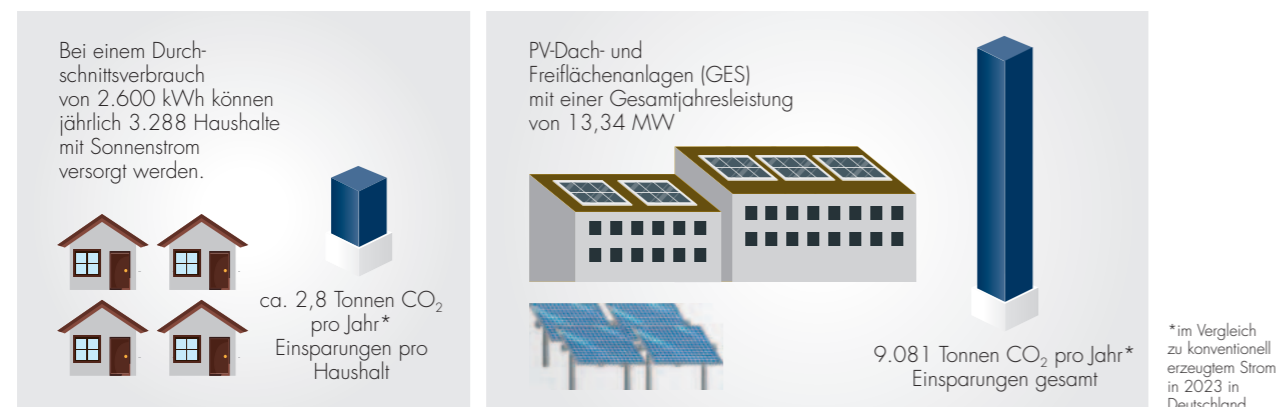 Bei einem Durch-
schnittsverbrauch
von 2.600 kWh können
jährlich 3.288 Haushalte
mit Sonnenstrom
versorgt werden.
ca. 2,8 Tonnen CO₂
pro Jahr*
Einsparungen pro
Haushalt
PV-Dach- und
Freiflächenanlagen (GES)
mit einer Gesamtjahresleistung
von 13,34 MW
9.081 Tonnen CO₂ pro Jahr*
Einsparungen gesamt
*im Vergleich
zu konventionell
erzeugtem Strom
in 2023 in
Deutschland